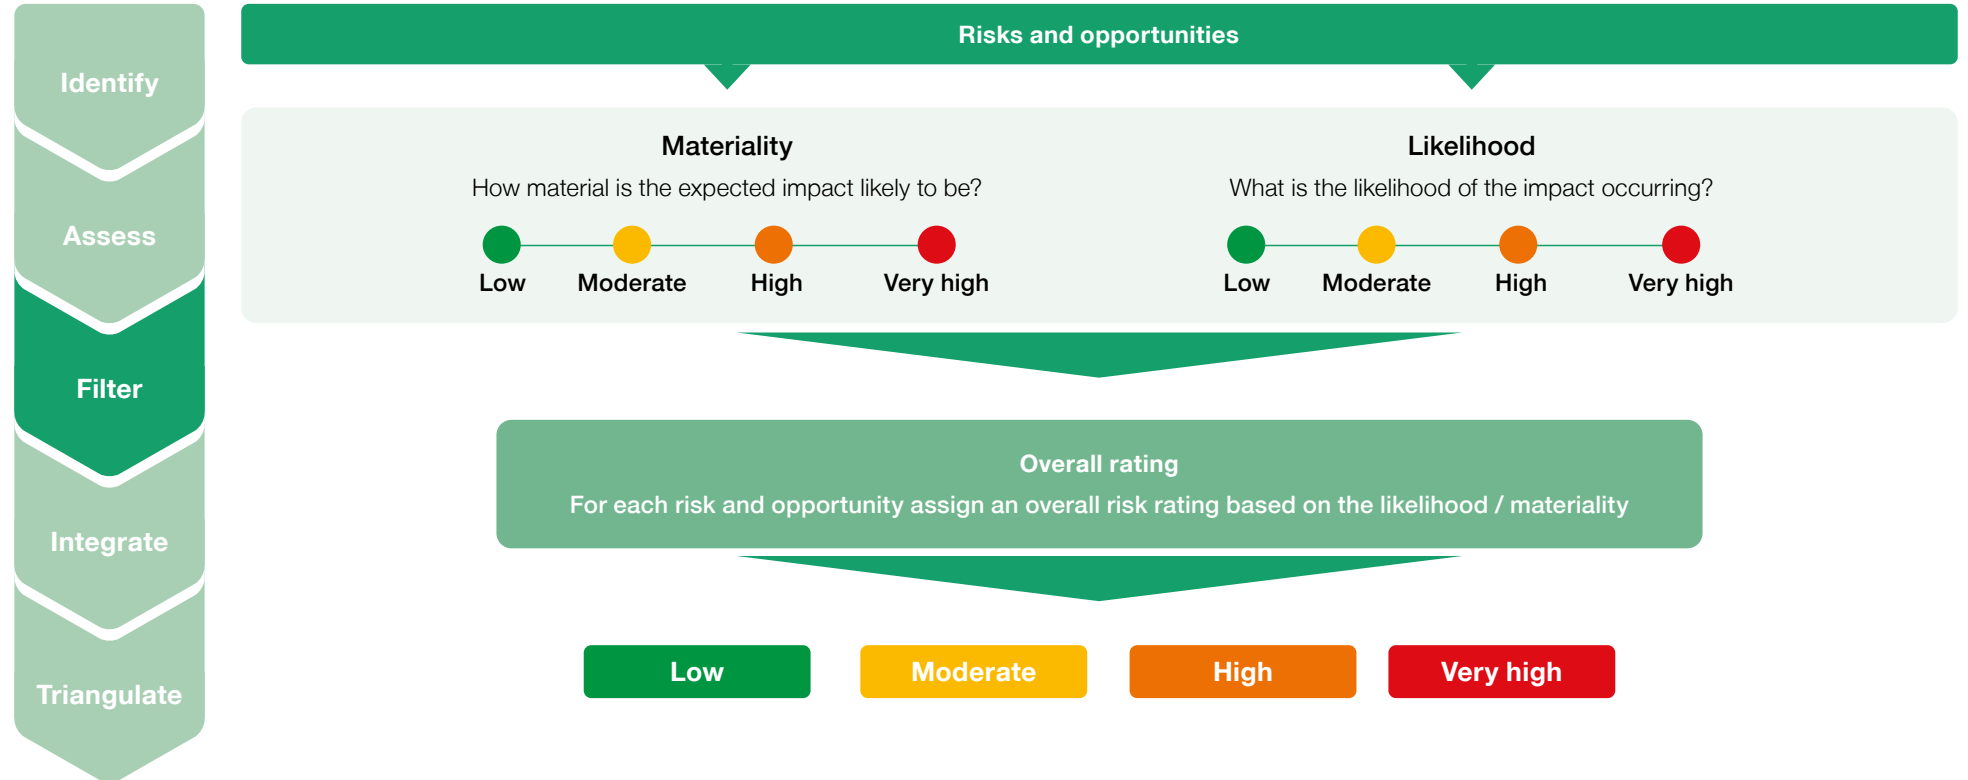 Identify
Assess
Filter
Integrate
Triangulate
Risks and opportunities
Materiality
How material is the expected impact likely to be?
Low Moderate High Very high
Likelihood
What is the likelihood of the impact occurring?
Low Moderate High Very high
Overall rating
For each risk and opportunity assign an overall risk rating based on the likelihood / materiality
Low Moderate High Very high